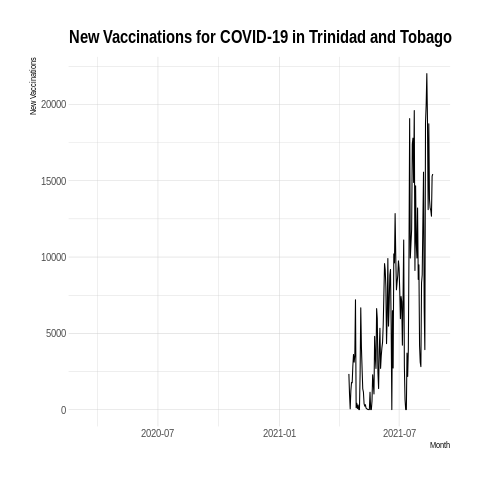 New Vaccinations for COVID-19 in Trinidad and Tobago
New Vaccinations
20000
15000
10000
5000
0
2020-07 2021-01 2021-07
Month